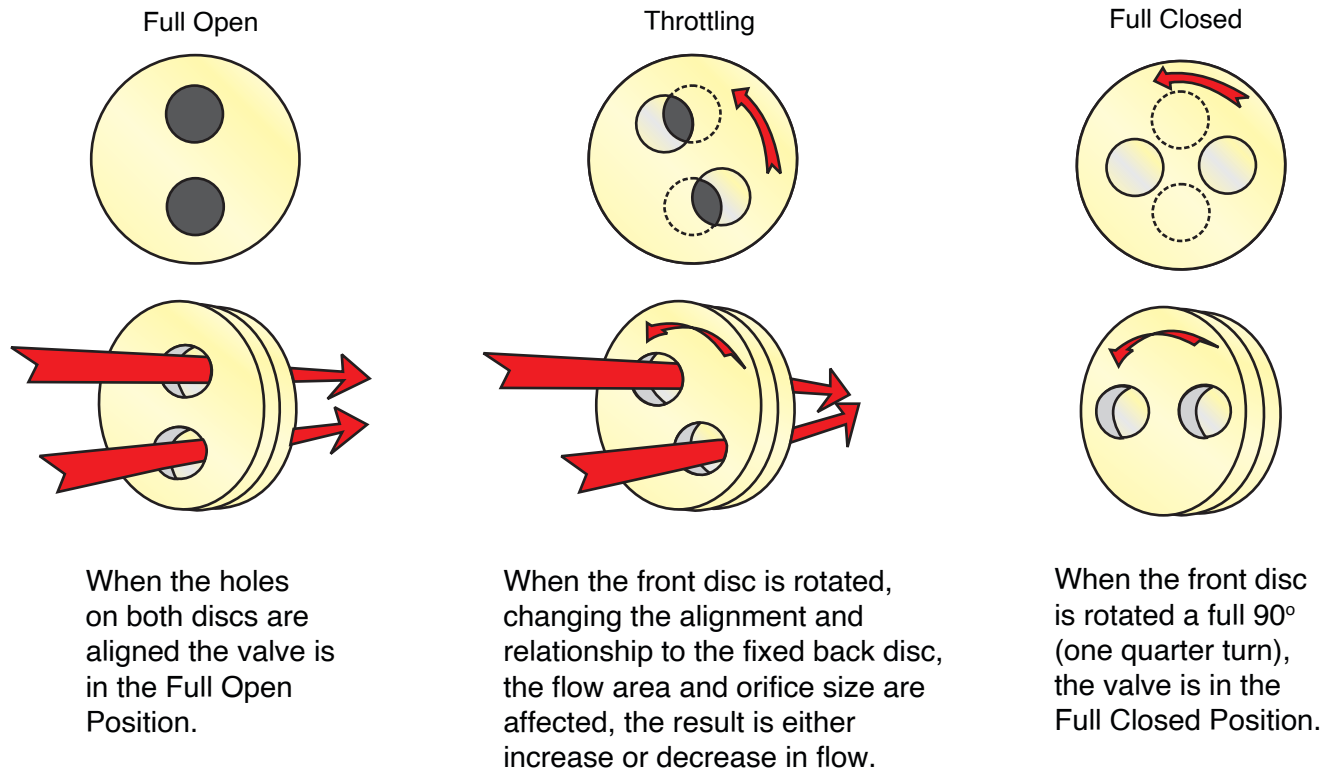 Full Open
Throttling
Full Closed
When the holes
on both discs are
aligned the valve is
in the Full Open
Position.
When the front disc is rotated,
changing the alignment and
relationship to the fixed back disc,
the flow area and orifice size are
affected, the result is either
increase or decrease in flow.
When the front disc
is rotated a full 90º
(one quarter turn),
the valve is in the
Full Closed Position.